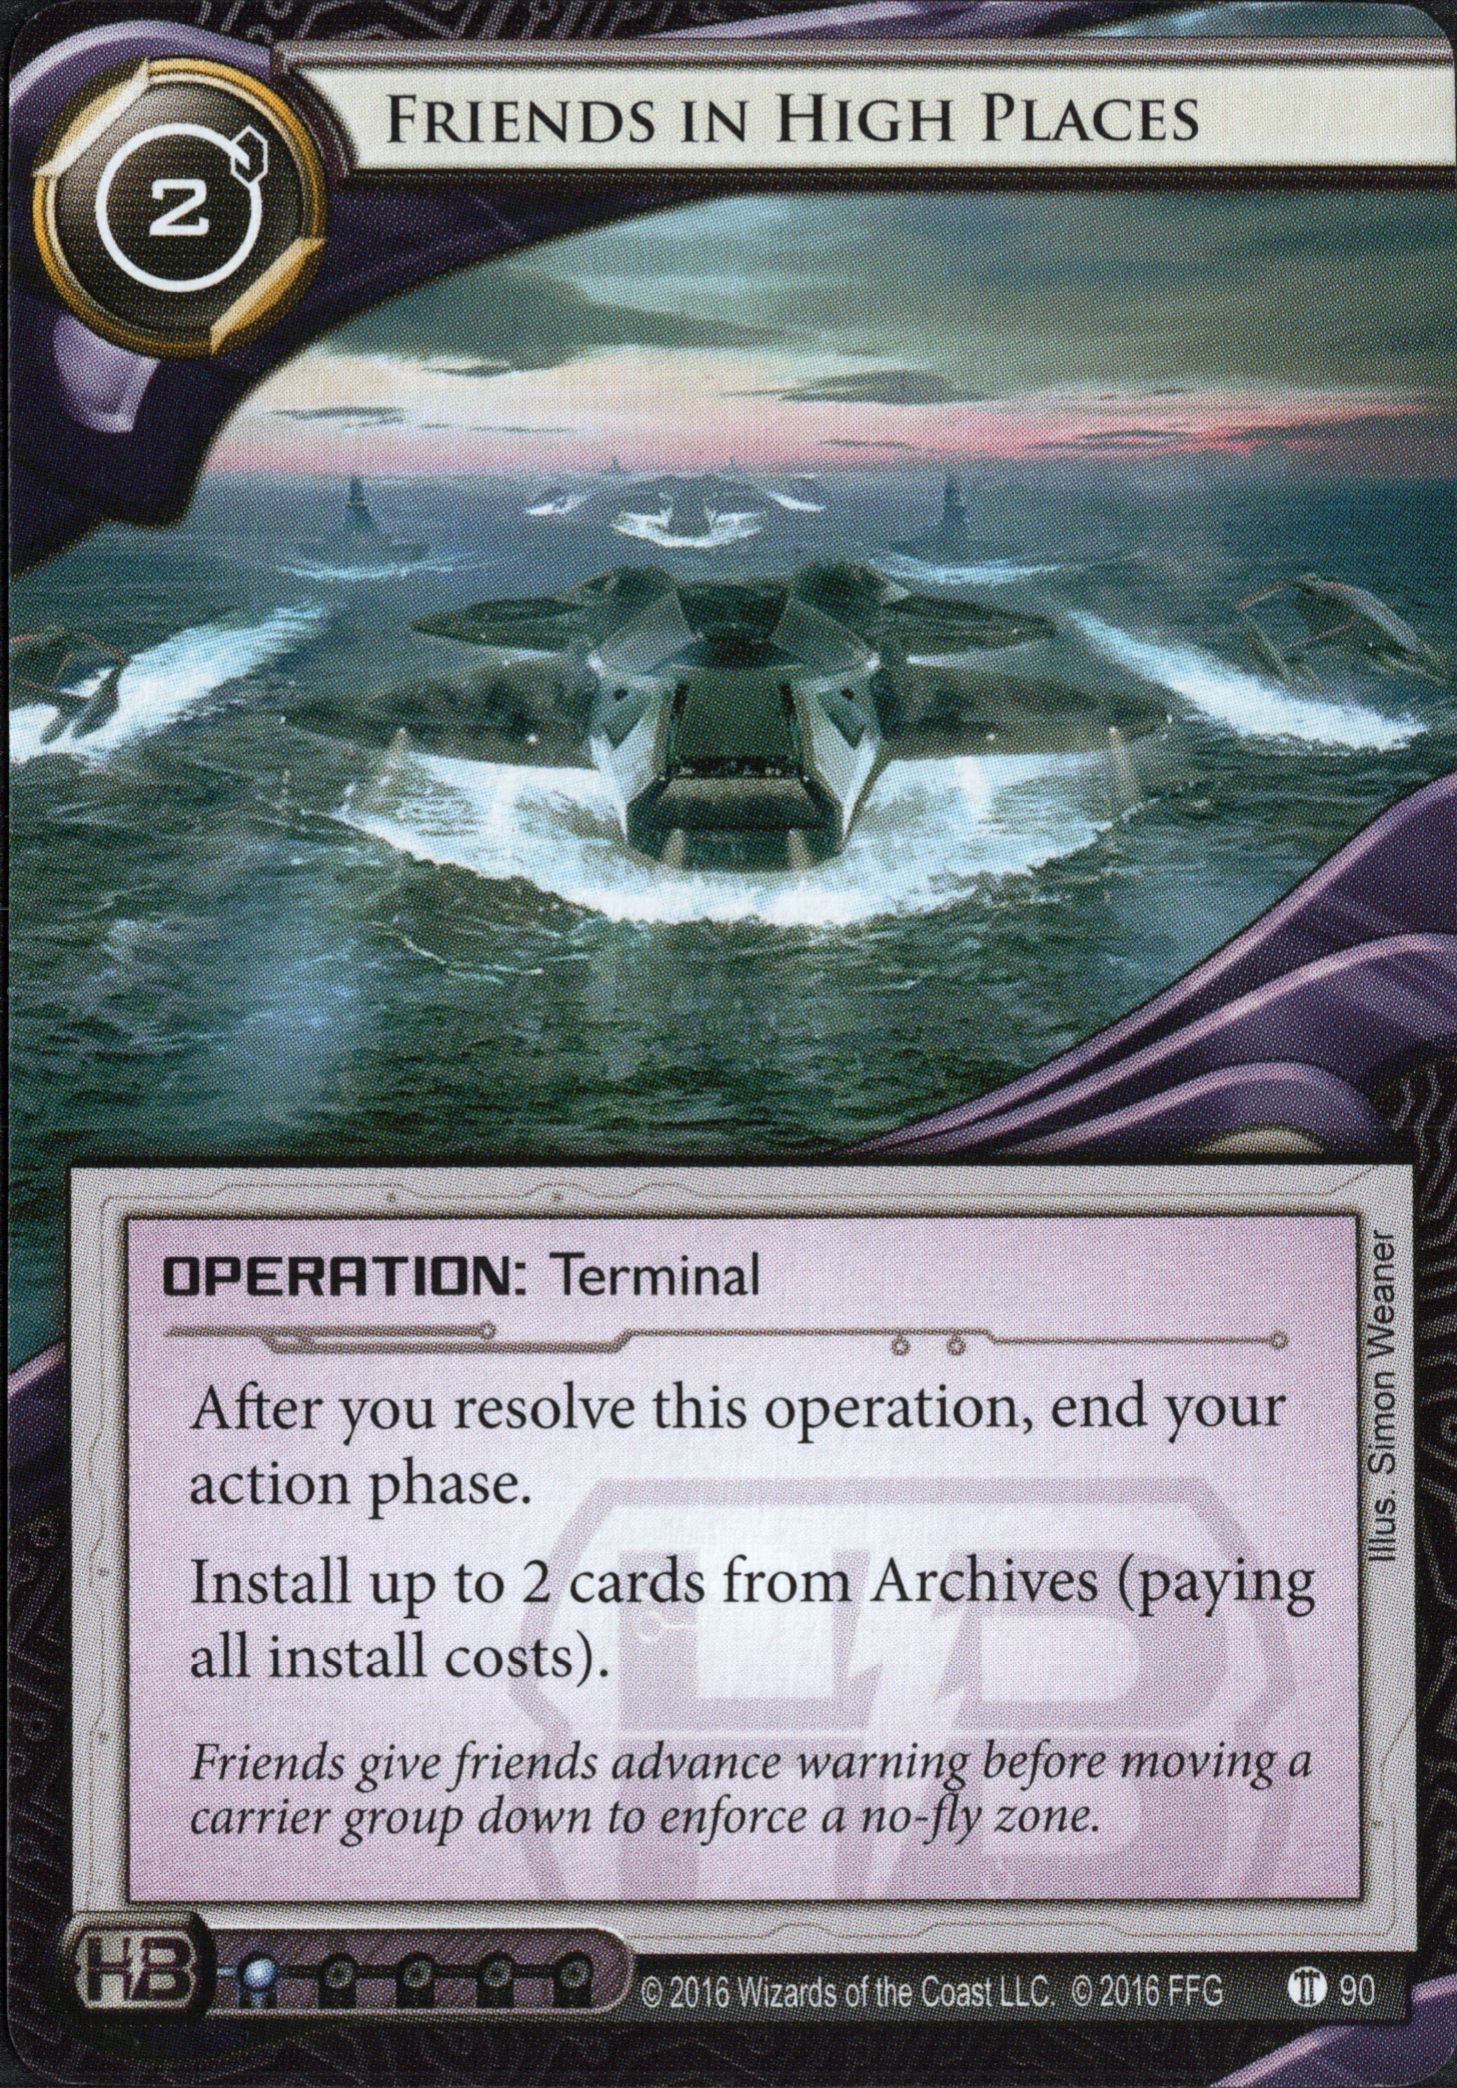 2
FRIENDS IN HIGH PLACES
OPERATION: Terminal
After you resolve this operation, end your
action phase.
Install up to 2 cards from Archives (paying
all install costs).
Friends give friends advance warning before moving a
carrier group down to enforce a no-fly zone.
Illus. Simon Weaner
HB
© 2016 Wizards of the Coast LLC. © 2016 FFG
90